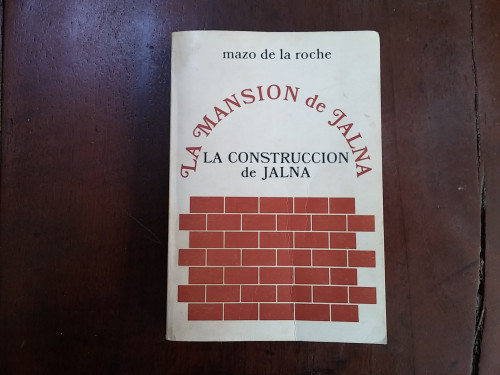 mazo de la roche
LA MANSION de JALNA
LA CONSTRUCCION
de JALNA